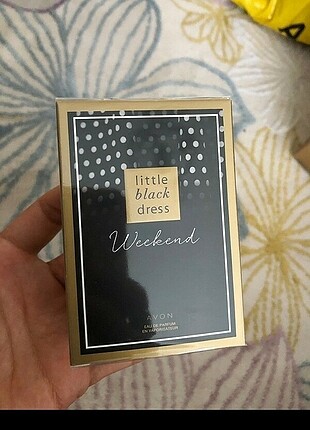 little
black
dress
Weekend
AVON
EAU DE PARFUM
EN VAPORISATEUR